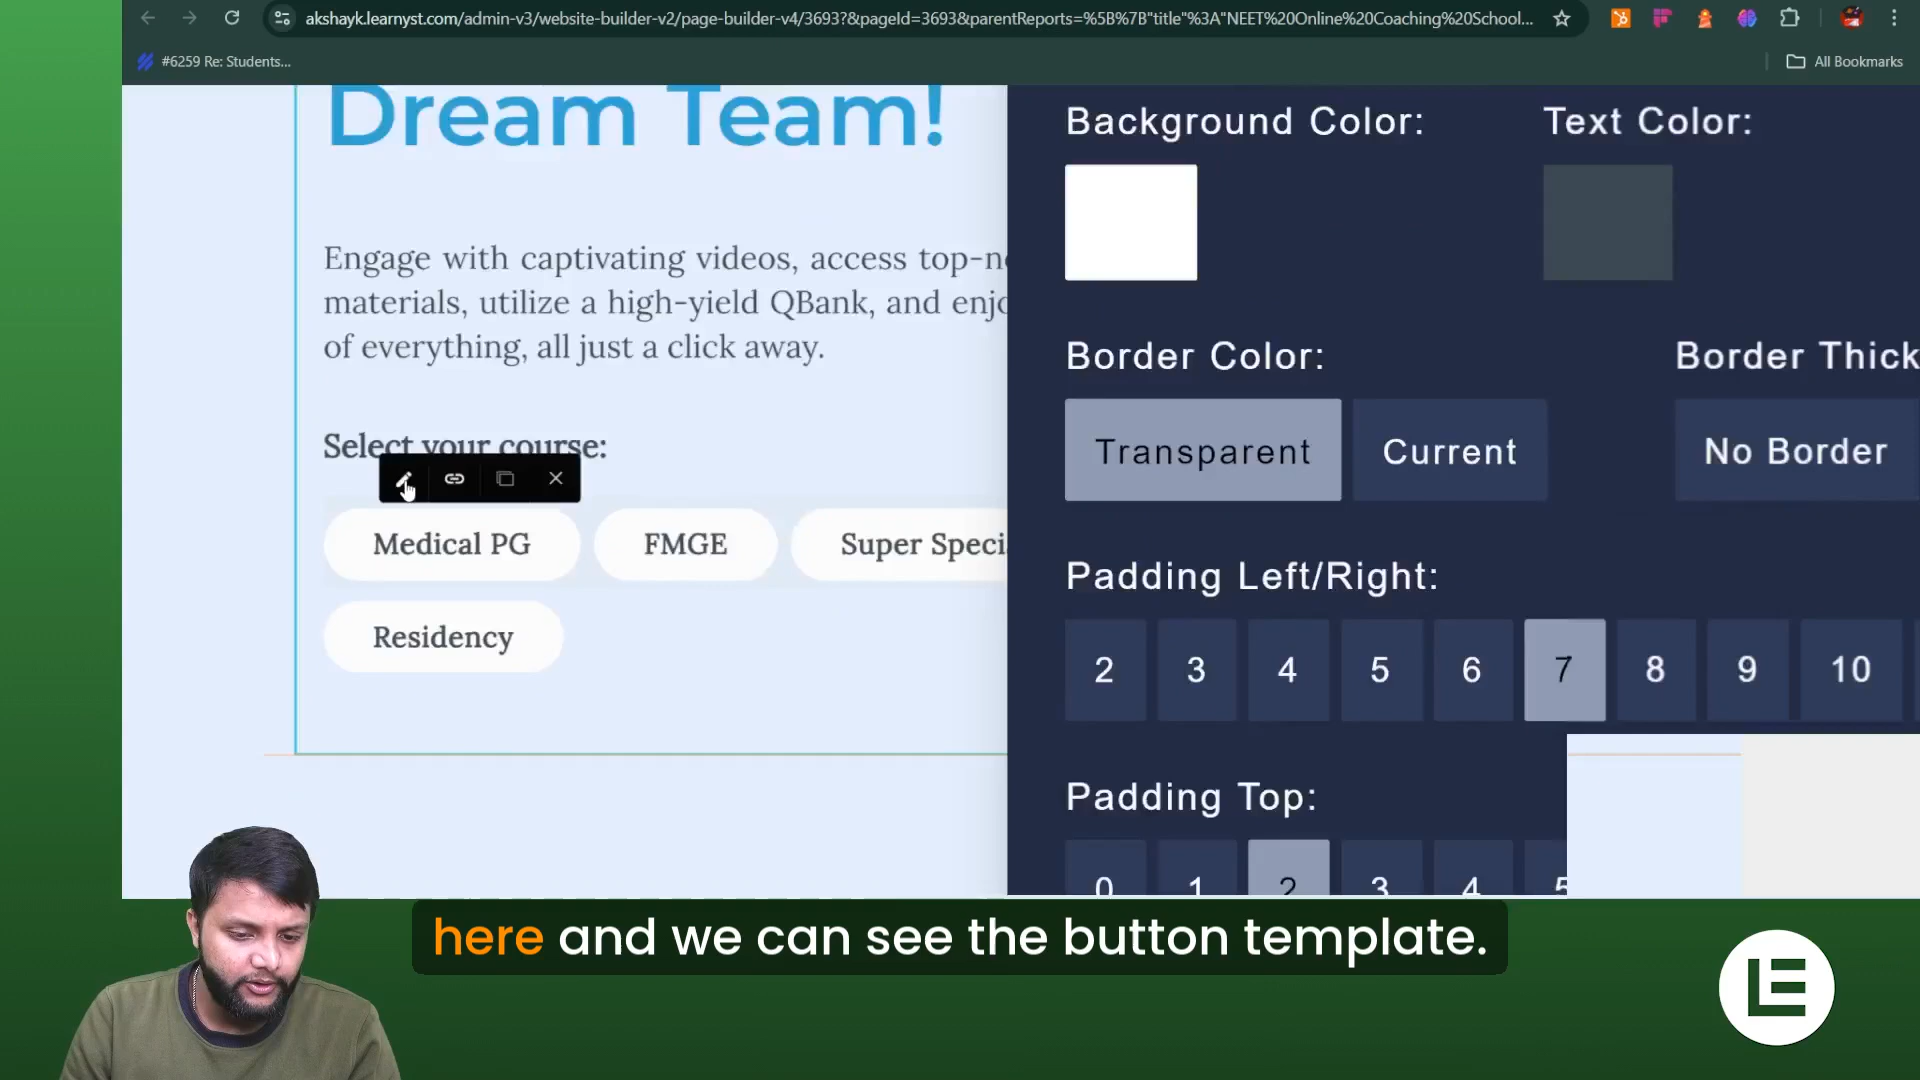 akshayk.learnyst.com/admin-v3/website-builder-v2/page-builder-v4/3693?&pageId=3693&parentReports=%5B%7B"title"%3A"NEET%20Online%20Coaching%20School...
#6259 Re: Students...
All Bookmarks
Dream Team!
Engage with captivating videos, access top-n
materials, utilize a high-yield QBank, and enjo
of everything, all just a click away.
Select your course:
Medical PG
FMGE
Super Speci
Residency
Background Color:
Text Color:
Border Color:
Border Thick
Transparent
Current
No Border
Padding Left/Right:
2 3 4 5 6 7 8 9 10
Padding Top:
0 1 2 3 4 5
here and we can see the button template.
LE